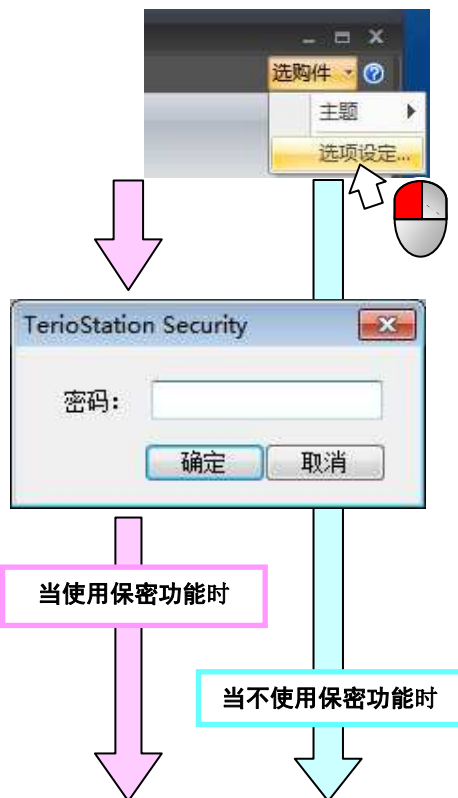 选购件
主题
选项设定...
TerioStation Security
密码:
确定 取消
当使用保密功能时
当不使用保密功能时